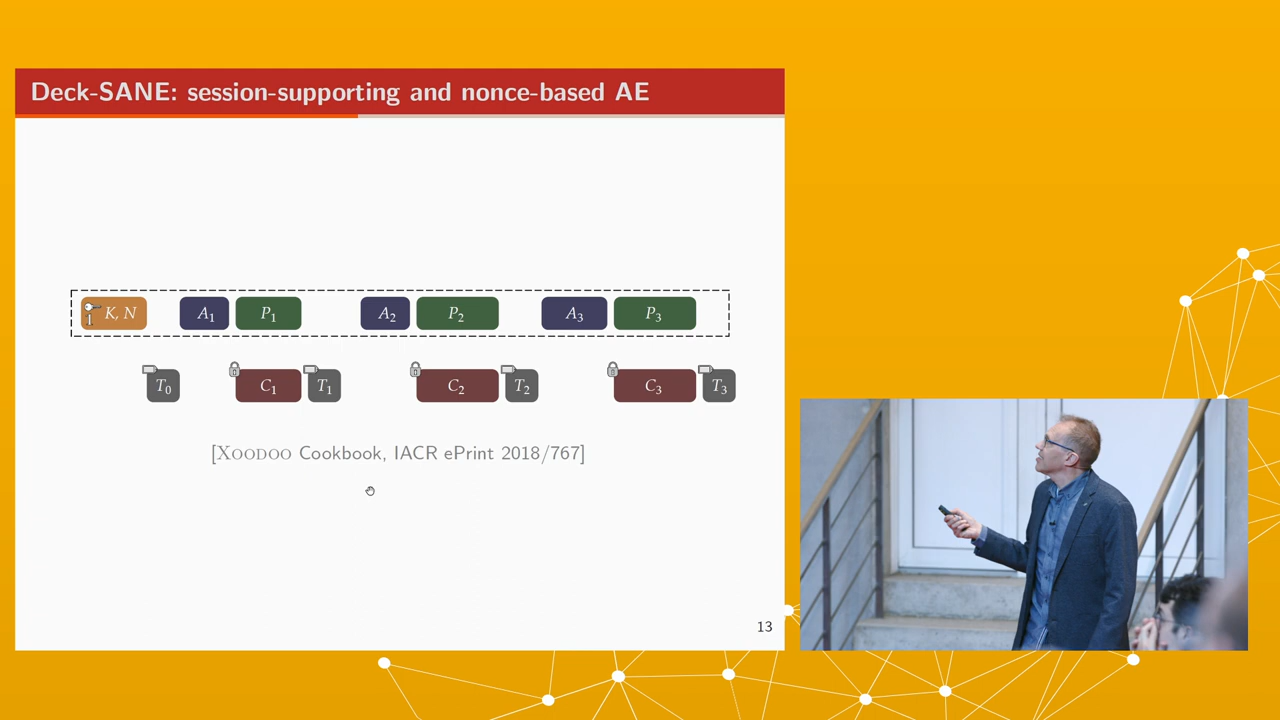 Deck-SANE: session-supporting and nonce-based AE
K, N A₁ P₁ A₂ P₂ A₃ P₃
T₀ C₁ T₁ C₂ T₂ C₃ T₃
[XOODOO Cookbook, IACR ePrint 2018/767]
13